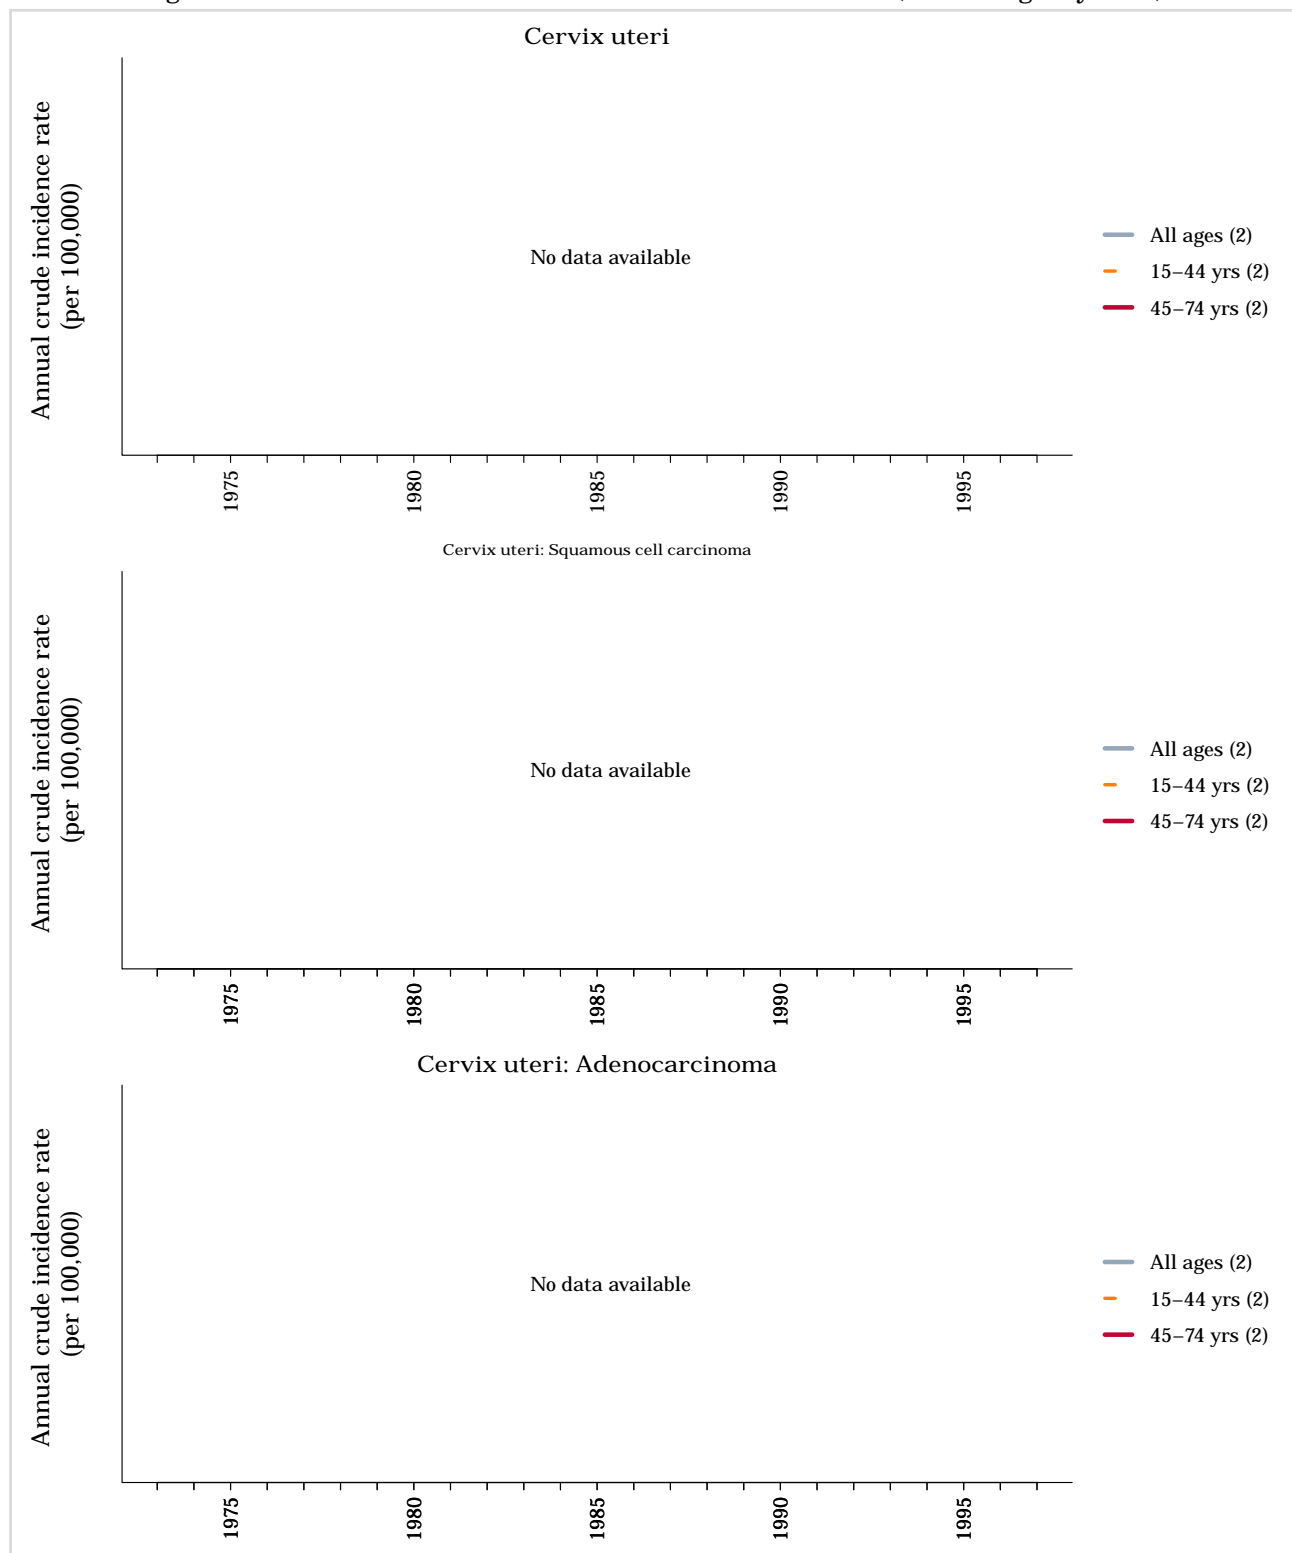 Cervix uteri
Annual crude incidence rate
(per 100,000)
No data available
All ages (2)
15–44 yrs (2)
45–74 yrs (2)
1975
1980
1985
1990
1995
Cervix uteri: Squamous cell carcinoma
Annual crude incidence rate
(per 100,000)
No data available
All ages (2)
15–44 yrs (2)
45–74 yrs (2)
1975
1980
1985
1990
1995
Cervix uteri: Adenocarcinoma
Annual crude incidence rate
(per 100,000)
No data available
All ages (2)
15–44 yrs (2)
45–74 yrs (2)
1975
1980
1985
1990
1995